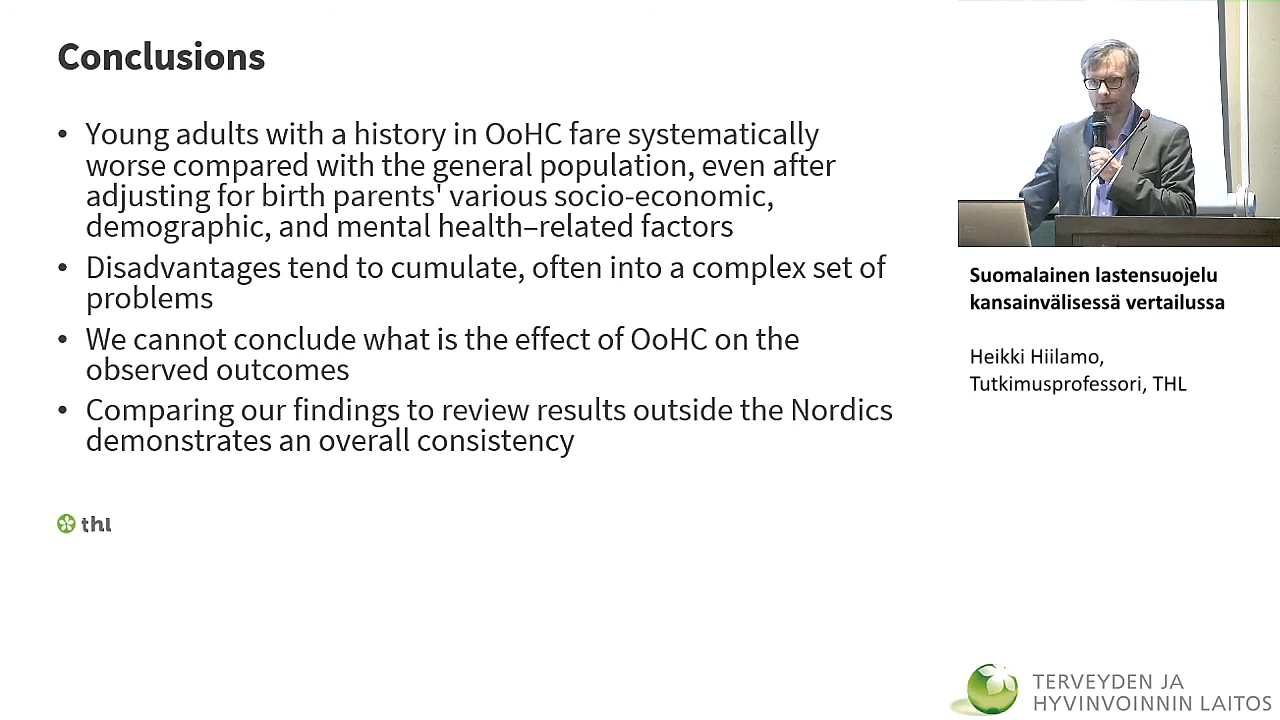 Conclusions
• Young adults with a history in OoHC fare systematically
worse compared with the general population, even after
adjusting for birth parents' various socio-economic,
demographic, and mental health–related factors
• Disadvantages tend to cumulate, often into a complex set of
problems
• We cannot conclude what is the effect of OoHC on the
observed outcomes
• Comparing our findings to review results outside the Nordics
demonstrates an overall consistency
thl
Suomalainen lastensuojelu
kansainvälisessä vertailussa
Heikki Hiilamo,
Tutkimusprofessori, THL
TERVEYDEN JA
HYVINVOINNIN LAITOS